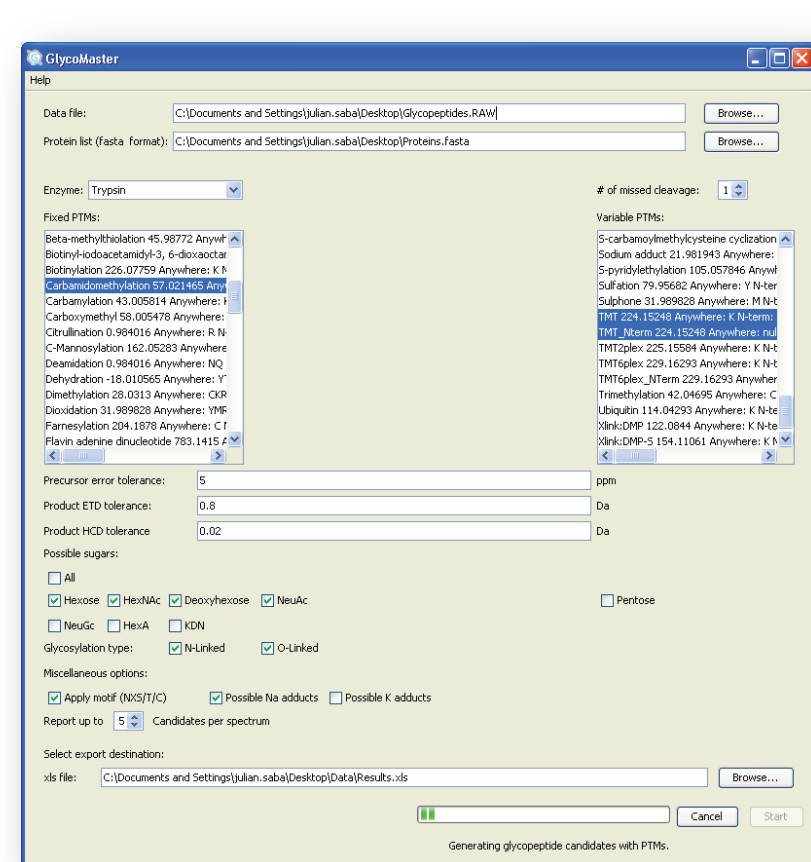 GlycoMaster
Help
Data file: C:\Documents and Settings\julian.saba\Desktop\Glycopeptides.RAW Browse...
Protein list (fasta format): C:\Documents and Settings\julian.saba\Desktop\Proteins.fasta Browse...
Enzyme: Trypsin # of missed cleavage: 1
Fixed PTMs: Variable PTMs:
Beta-methylthiolation 45.98772 Anywh
Biotinyl-iodoacetamidyl-3, 6-dioxaoctar
Biotinylation 226.07759 Anywhere: K N
Carbamidomethylation 57.021465 Any
Carbamylation 43.005814 Anywhere:
Carboxymethyl 58.005478 Anywhere:
Citrullination 0.984016 Anywhere: R N-
C-Mannosylation 162.05283 Anywhere
Deamidation 0.984016 Anywhere: NQ
Dehydration -18.010565 Anywhere: Y
Dimethylation 28.0313 Anywhere: CKR
Dioxidation 31.989828 Anywhere: YMF
Farnesylation 204.1878 Anywhere: C
Flavin adenine dinucleotide 783.1415
S-carbamoylmethylcysteine cyclization
Sodium adduct 21.981943 Anywhere:
S-pyridylethylation 105.057846 Anywh
Sulfation 79.95682 Anywhere: Y N-ter
Sulphone 31.989828 Anywhere: M N-t
TMT 224.15248 Anywhere: K N-term:
TMT_Nterm 224.15248 Anywhere: nul
TMT2plex 225.15584 Anywhere: K N-t
TMT6plex 229.16293 Anywhere: K N-t
TMT6plex_NTerm 229.16293 Anywher
Trimethylation 42.04695 Anywhere: C
Ubiquitin 114.04293 Anywhere: K N-te
Xlink:DMP 122.0844 Anywhere: K N-te
Xlink:DMP-S 154.11061 Anywhere: K N
Precursor error tolerance: 5 ppm
Product ETD tolerance: 0.8 Da
Product HCD tolerance 0.02 Da
Possible sugars:
All
Hexose HexNAc Deoxyhexose NeuAc Pentose
NeuGc HexA KDN
Glycosylation type: N-Linked O-Linked
Miscellaneous options:
Apply motif (NXS/T/C) Possible Na adducts Possible K adducts
Report up to 5 Candidates per spectrum
Select export destination:
xls file: C:\Documents and Settings\julian.saba\Desktop\Data\Results.xls Browse...
Cancel Start
Generating glycopeptide candidates with PTMs.